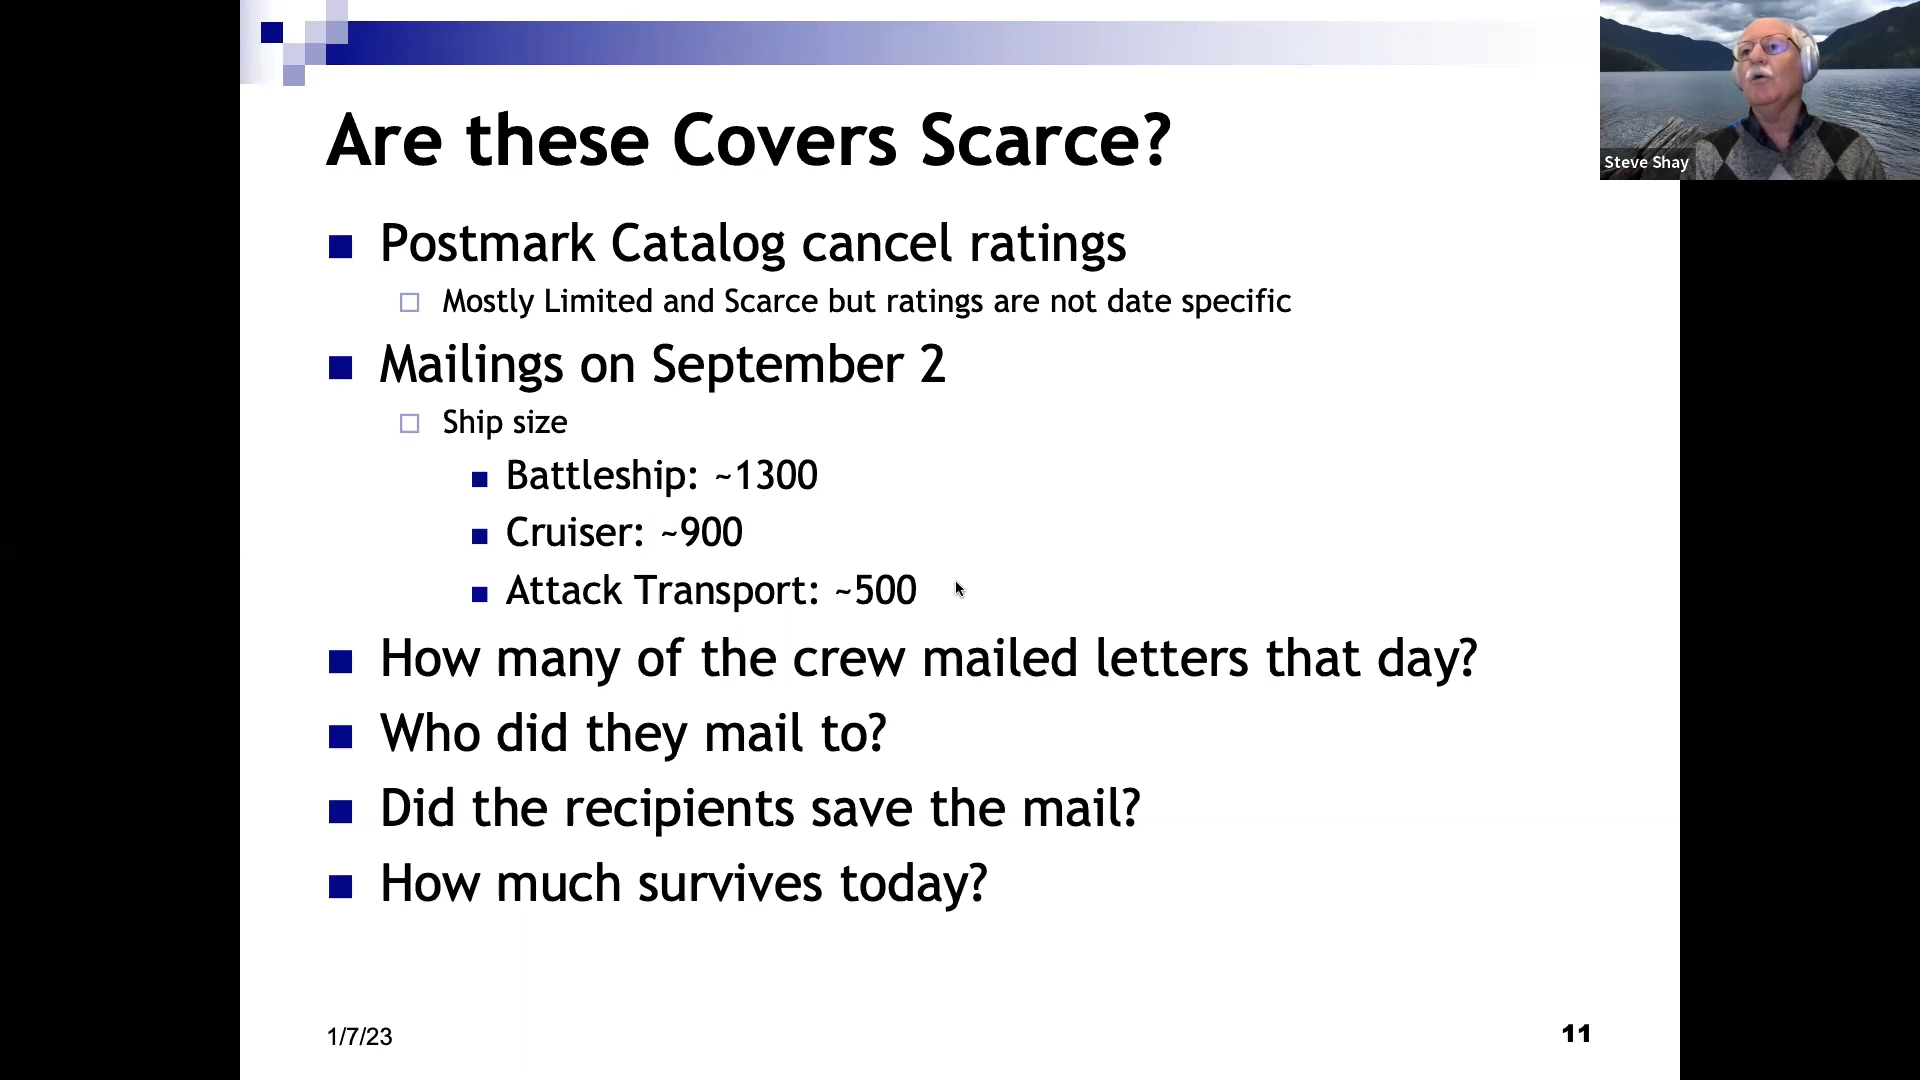 Are these Covers Scarce?
Steve Shay
Postmark Catalog cancel ratings
Mostly Limited and Scarce but ratings are not date specific
Mailings on September 2
Ship size
Battleship: ~1300
Cruiser: ~900
Attack Transport: ~500
How many of the crew mailed letters that day?
Who did they mail to?
Did the recipients save the mail?
How much survives today?
1/7/23
11